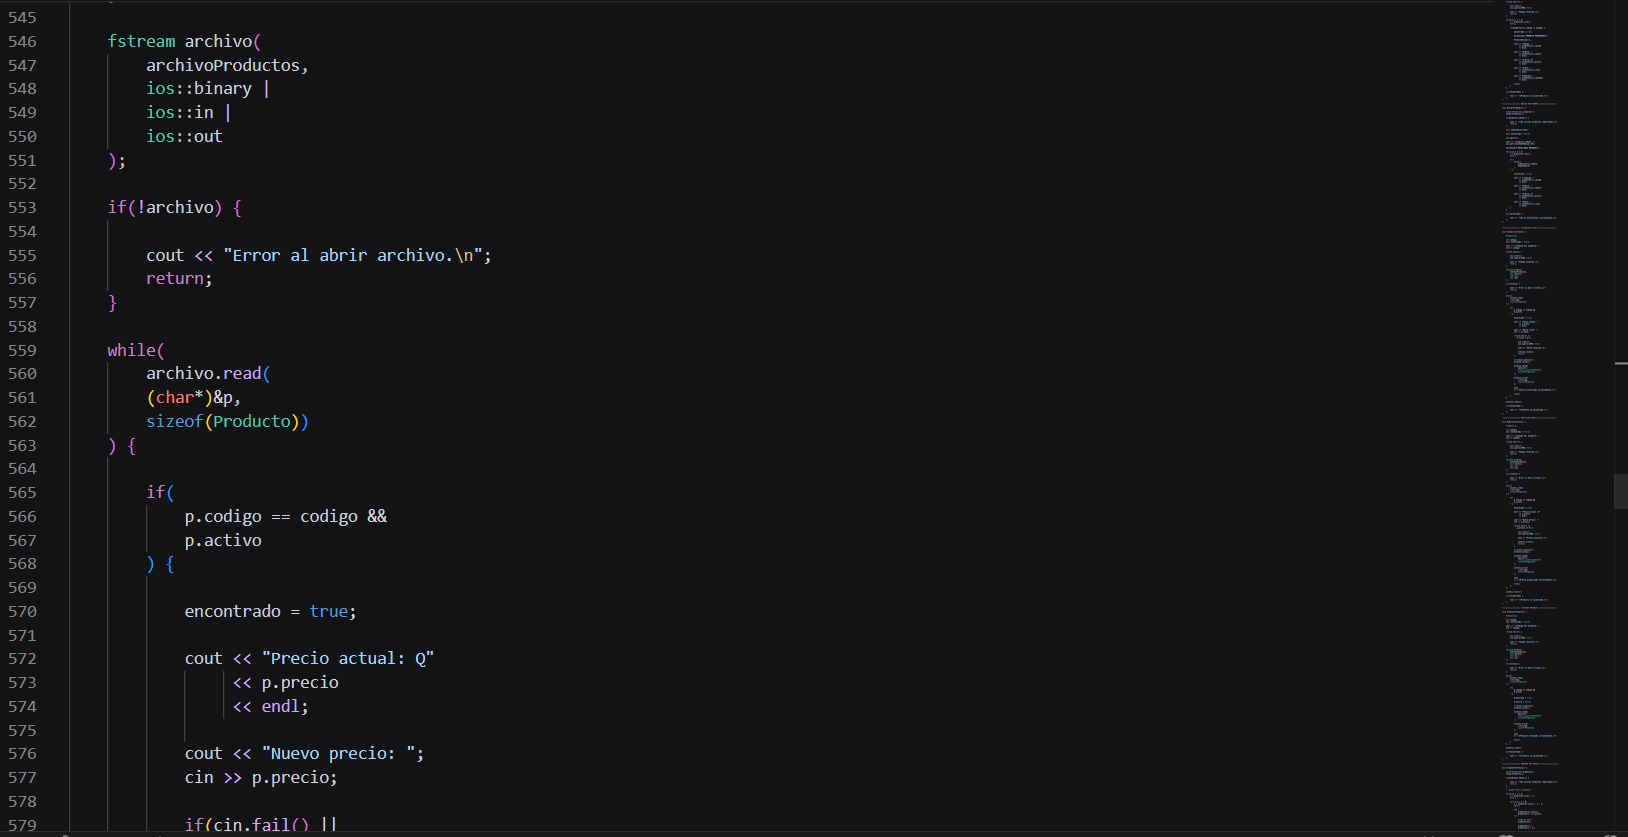 545
546 fstream archivo(
547 archivoProductos,
548 ios::binary |
549 ios::in |
550 ios::out
551 );
552
553 if(!archivo) {
554
555 cout << "Error al abrir archivo.\n";
556 return;
557 }
558
559 while(
560 archivo.read(
561 (char*)&p,
562 sizeof(Producto))
563 ) {
564
565 if(
566 p.codigo == codigo &&
567 p.activo
568 ) {
569
570 encontrado = true;
571
572 cout << "Precio actual: Q"
573 << p.precio
574 << endl;
575
576 cout << "Nuevo precio: ";
577 cin >> p.precio;
578
579 if(cin.fail() ||